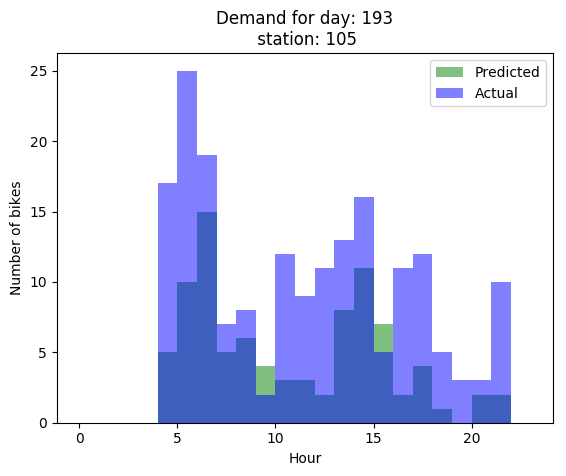 Demand for day: 193
station: 105
Predicted
Actual
Number of bikes
25
20
15
10
5
0
0
5
10
15
20
Hour